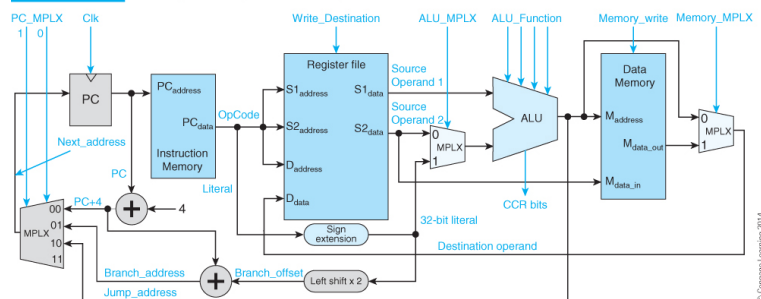 PC_MPLX Clk Write_Destination ALU_MPLX ALU_Function Memory_write Memory_MPLX
1 0
Register file
Source
Operand 1
Data
Memory
PC
PCaddress
S1address
S1data
OpCode
Source
Operand 2
ALU
Maddress
0
PCdata
S2address
S2data
0
MPLX
MPLX
Next_address
Instruction
Memory
Daddress
1
Mdata_out
1
PC
Literal
Ddata
CCR bits
Mdata_in
PC+4
00
+
4
01
MPLX
10
11
Sign
extension
32-bit literal
Destination operand
Branch_address
+
Branch_offset
Left shift x 2
Jump_address